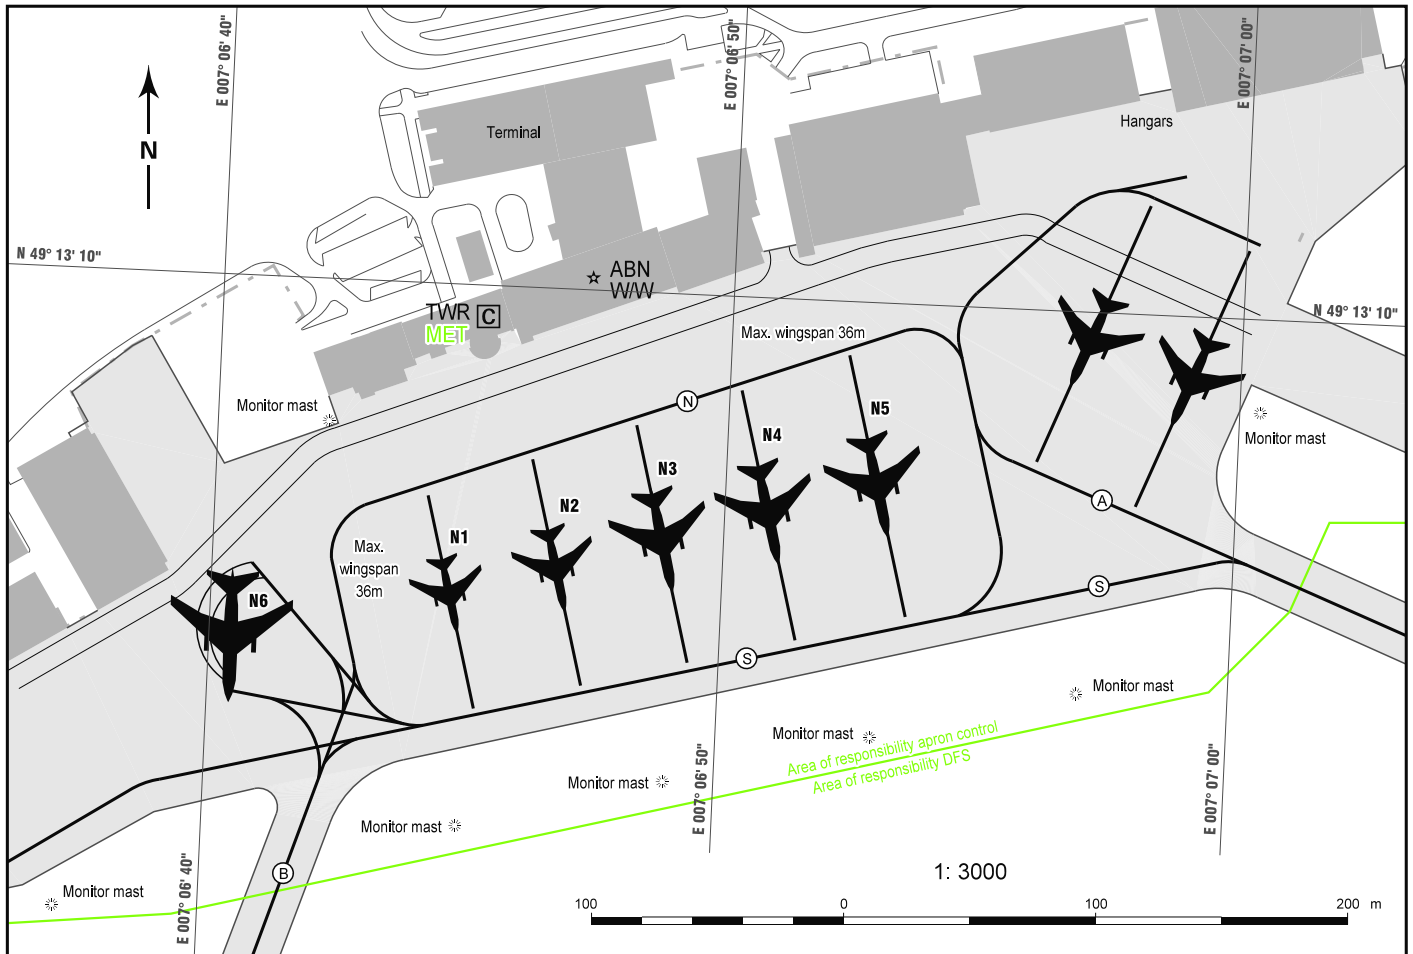 E 007° 06' 40"
E 007° 06' 50"
E 007° 07' 00"
N
Terminal
Hangars
N 49° 13' 10"
ABN
W/W
TWR C
MET
N 49° 13' 10"
Max. wingspan 36m
Monitor mast
N
N5
N4
N3
N2
N1
Monitor mast
A
Max.
wingspan
36m
N6
S
S
Monitor mast
Monitor mast
Area of responsibility apron control
Area of responsibility DFS
Monitor mast
Monitor mast
E 007° 06' 50"
E 007° 07' 00"
B
Monitor mast
E 007° 06' 40"
1: 3000
100 0 100 200 m